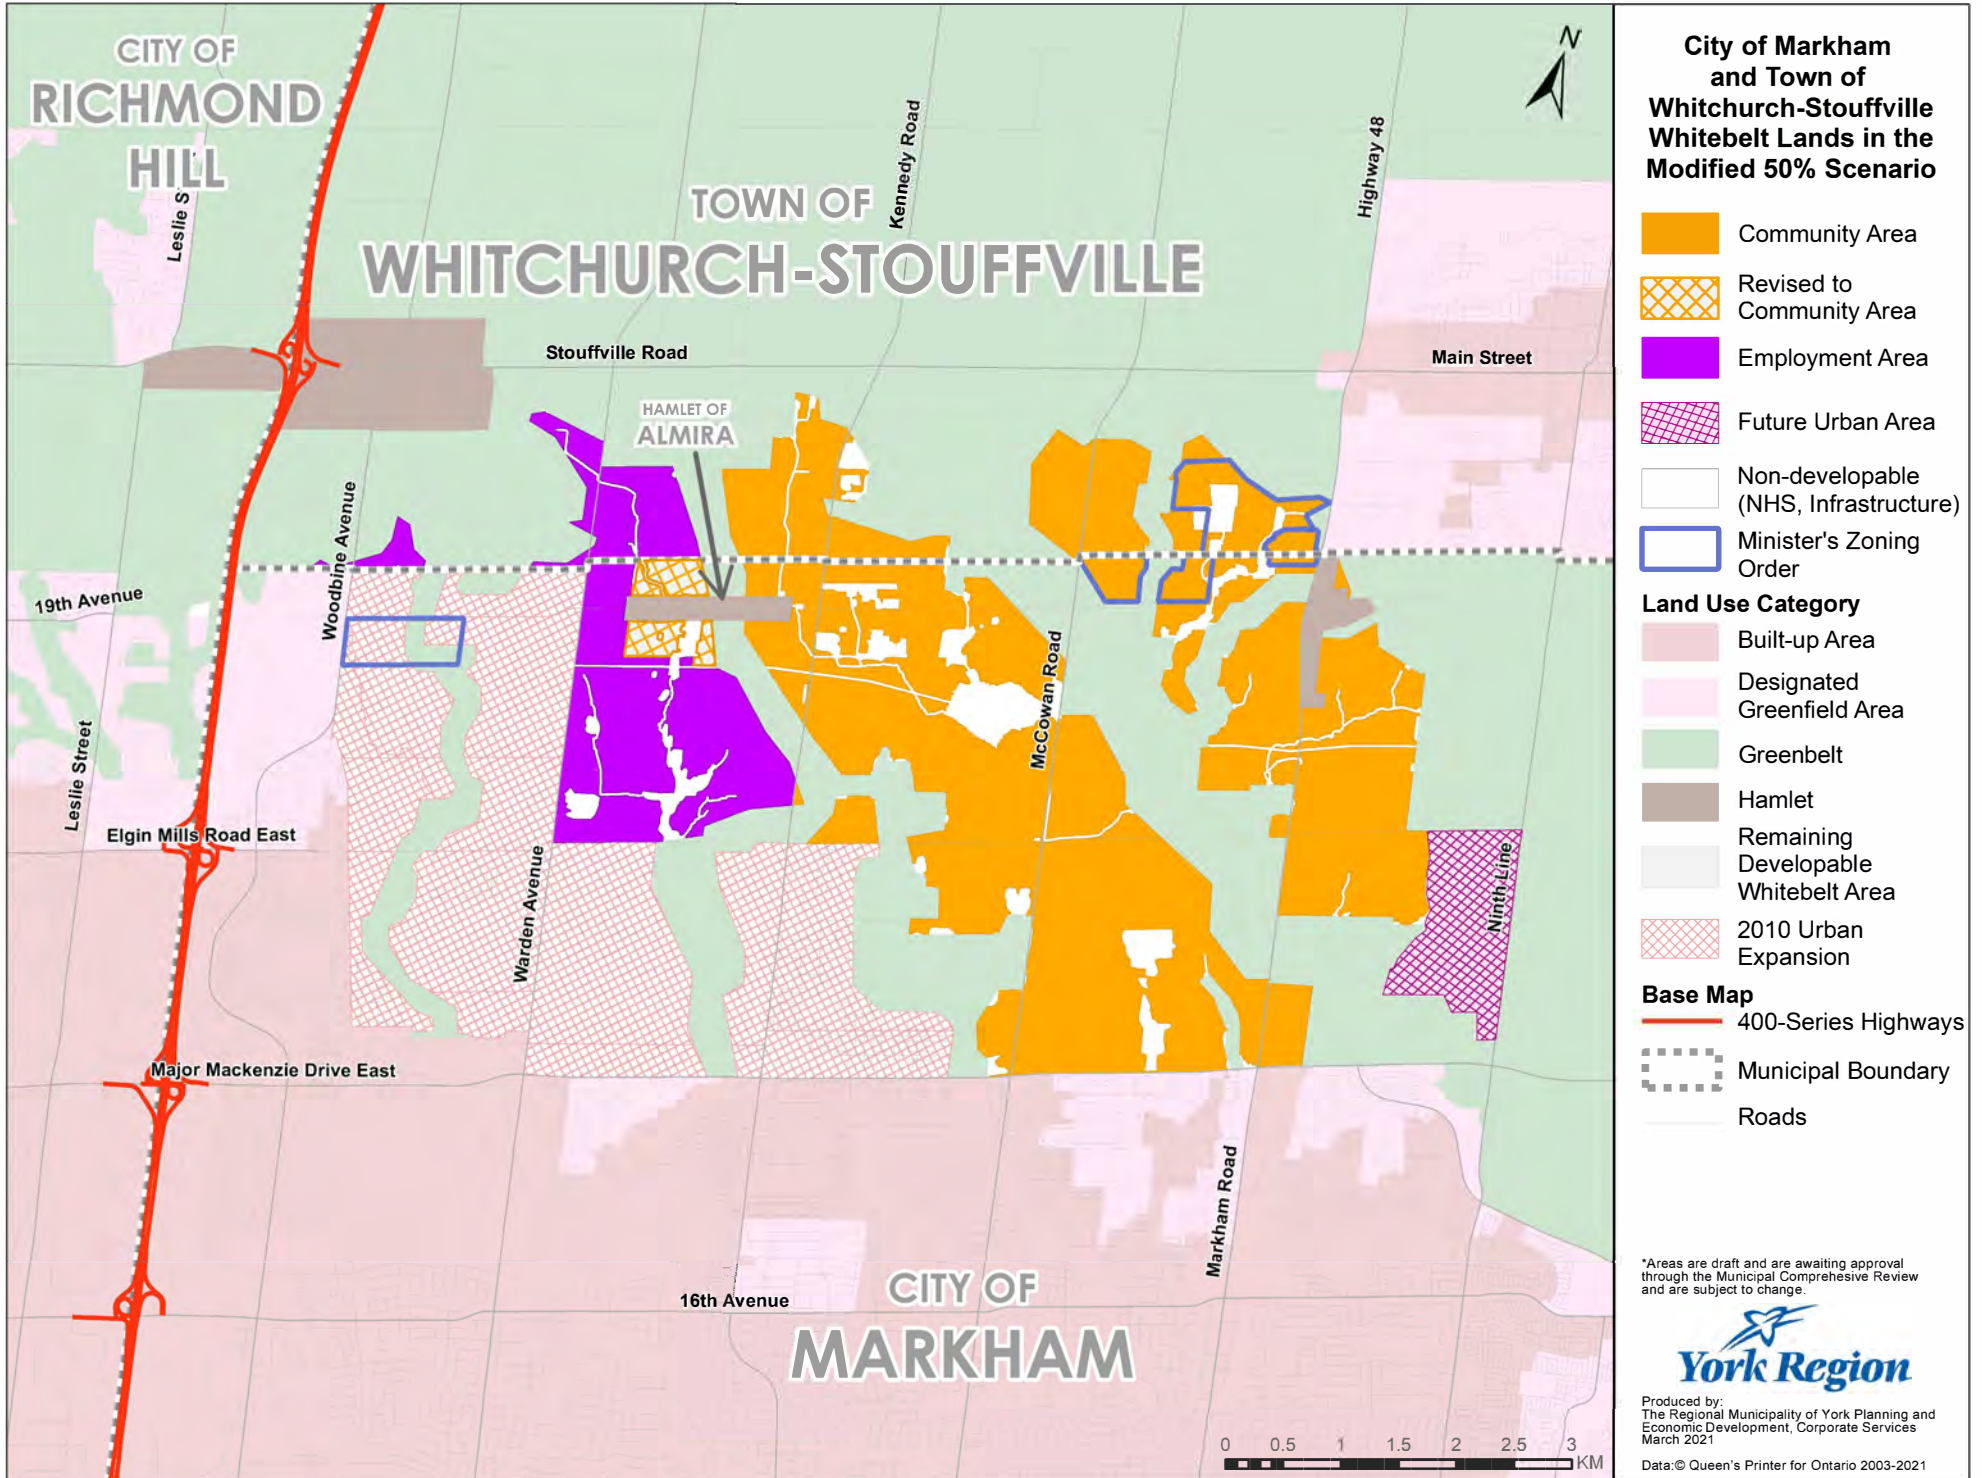 CITY OF
RICHMOND
HILL
Leslie S
TOWN OF
WHITCHURCH-STOUFFVILLE
Kennedy Road
Highway 48
N
Stouffville Road
Main Street
HAMLET OF
ALMIRA
Woodbine Avenue
19th Avenue
Leslie Street
McCowan Road
Elgin Mills Road East
Warden Avenue
Ninth Line
Major Mackenzie Drive East
Markham Road
16th Avenue
CITY OF
MARKHAM
0 0.5 1 1.5 2 2.5 3
KM
City of Markham
and Town of
Whitchurch-Stouffville
Whitebelt Lands in the
Modified 50% Scenario
Community Area
Revised to
Community Area
Employment Area
Future Urban Area
Non-developable
(NHS, Infrastructure)
Minister's Zoning
Order
Land Use Category
Built-up Area
Designated
Greenfield Area
Greenbelt
Hamlet
Remaining
Developable
Whitebelt Area
2010 Urban
Expansion
Base Map
400-Series Highways
Municipal Boundary
Roads
*Areas are draft and are awaiting approval
through the Municipal Comprehesive Review
and are subject to change.
York Region
Produced by:
The Regional Municipality of York Planning and
Economic Development, Corporate Services
March 2021
Data:© Queen's Printer for Ontario 2003-2021